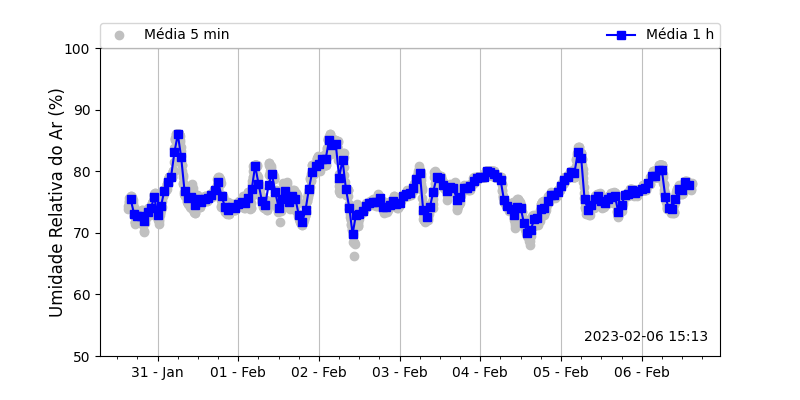 Média 5 min
Média 1 h
100
90
80
70
60
50
Umidade Relativa do Ar (%)
2023-02-06 15:13
31 - Jan
01 - Feb
02 - Feb
03 - Feb
04 - Feb
05 - Feb
06 - Feb